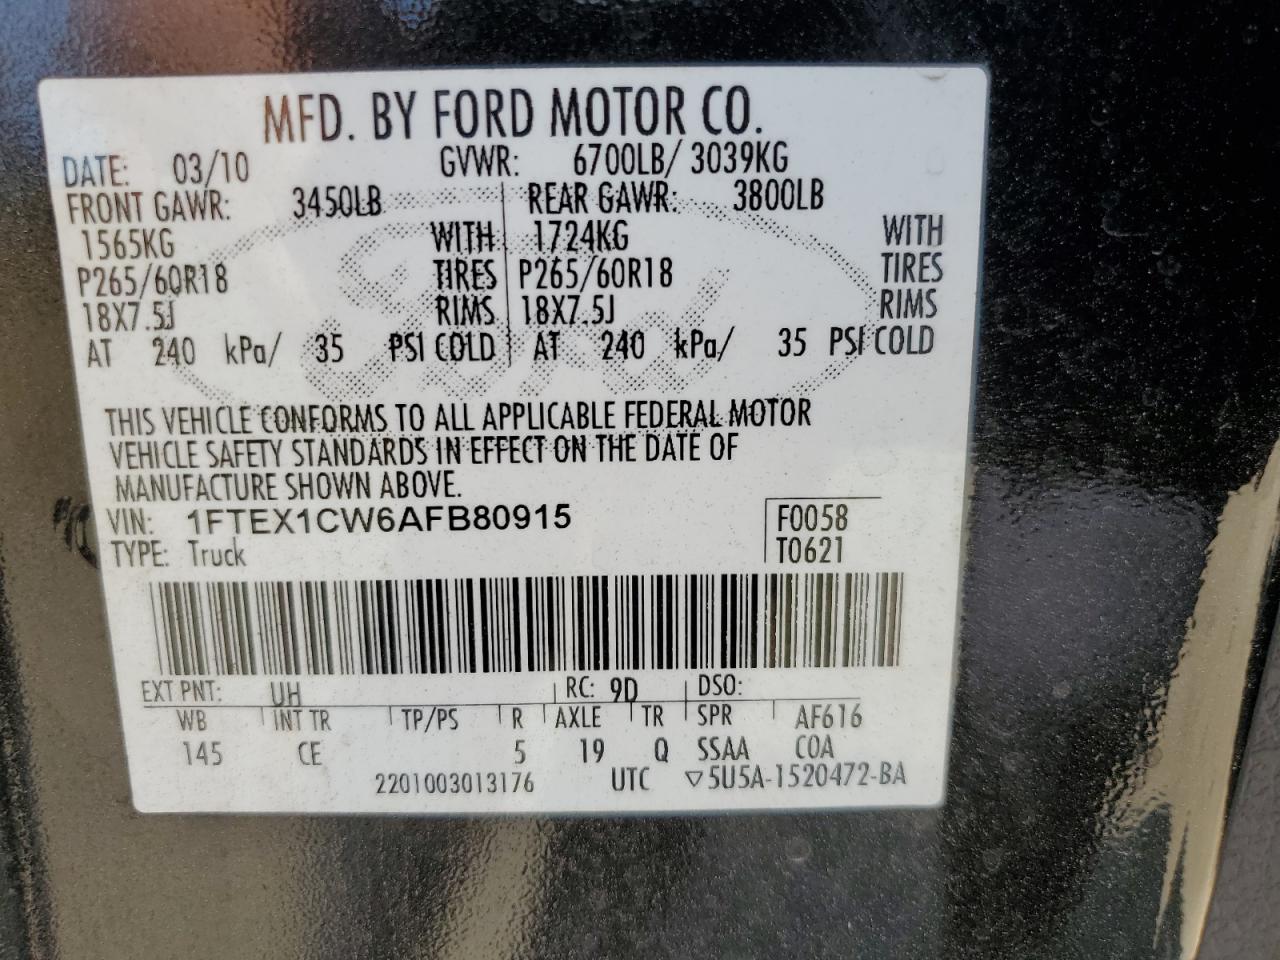 MFD. BY FORD MOTOR CO.
DATE: 03/10 GVWR: 6700LB/ 3039KG
FRONT GAWR: 3450LB REAR GAWR: 3800LB
1565KG WITH 1724KG WITH
P265/60R18 TIRES P265/60R18 TIRES
18X7.5J RIMS 18X7.5J RIMS
AT 240 kPa/ 35 PSI COLD AT 240 kPa/ 35 PSI COLD
THIS VEHICLE CONFORMS TO ALL APPLICABLE FEDERAL MOTOR
VEHICLE SAFETY STANDARDS IN EFFECT ON THE DATE OF
MANUFACTURE SHOWN ABOVE.
VIN: 1FTEX1CW6AFB80915 F0058
TYPE: Truck T0621
EXT PNT: UH RC: 9D DSO:
WB INT TR TP/PS R AXLE TR SPR AF616
145 CE 5 19 Q SSAA COA
2201003013176 UTC ▽5U5A-1520472-BA
Ford